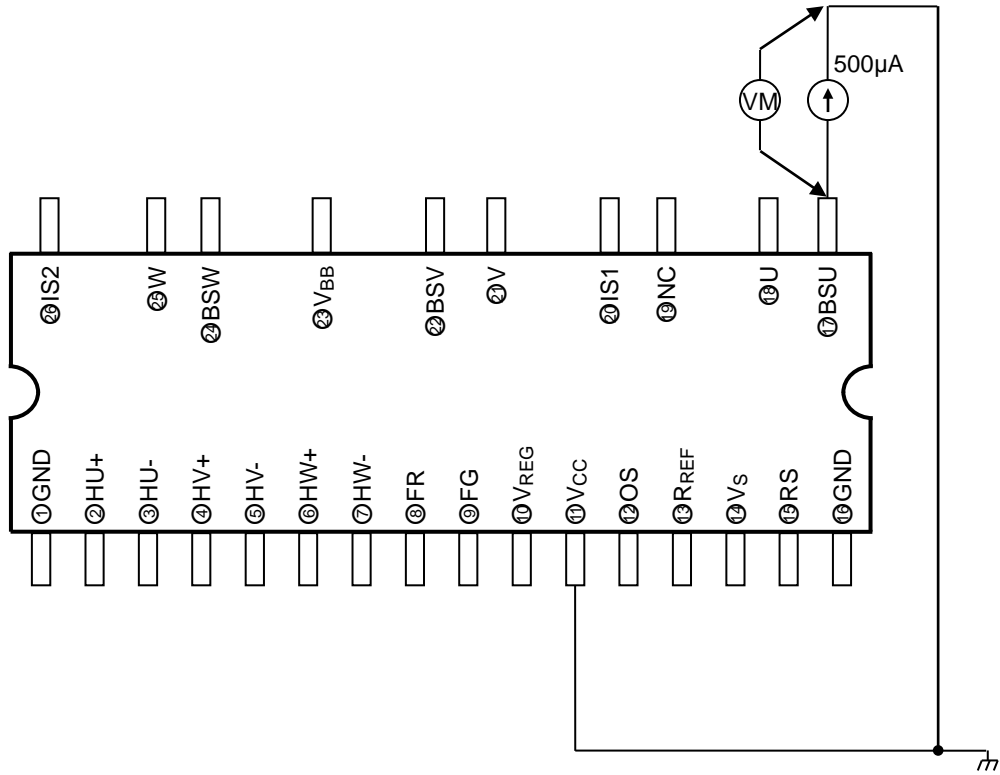 500µA
VM
㉖IS2
㉕W
㉔BSW
㉓VBB
㉒BSV
㉑V
⑳IS1
⑲NC
⑱U
⑰BSU
①GND
②HU+
③HU-
④HV+
⑤HV-
⑥HW+
⑦HW-
⑧FR
⑨FG
⑩VREG
⑪VCC
⑫OS
⑬RREF
⑭VS
⑮RS
⑯GND